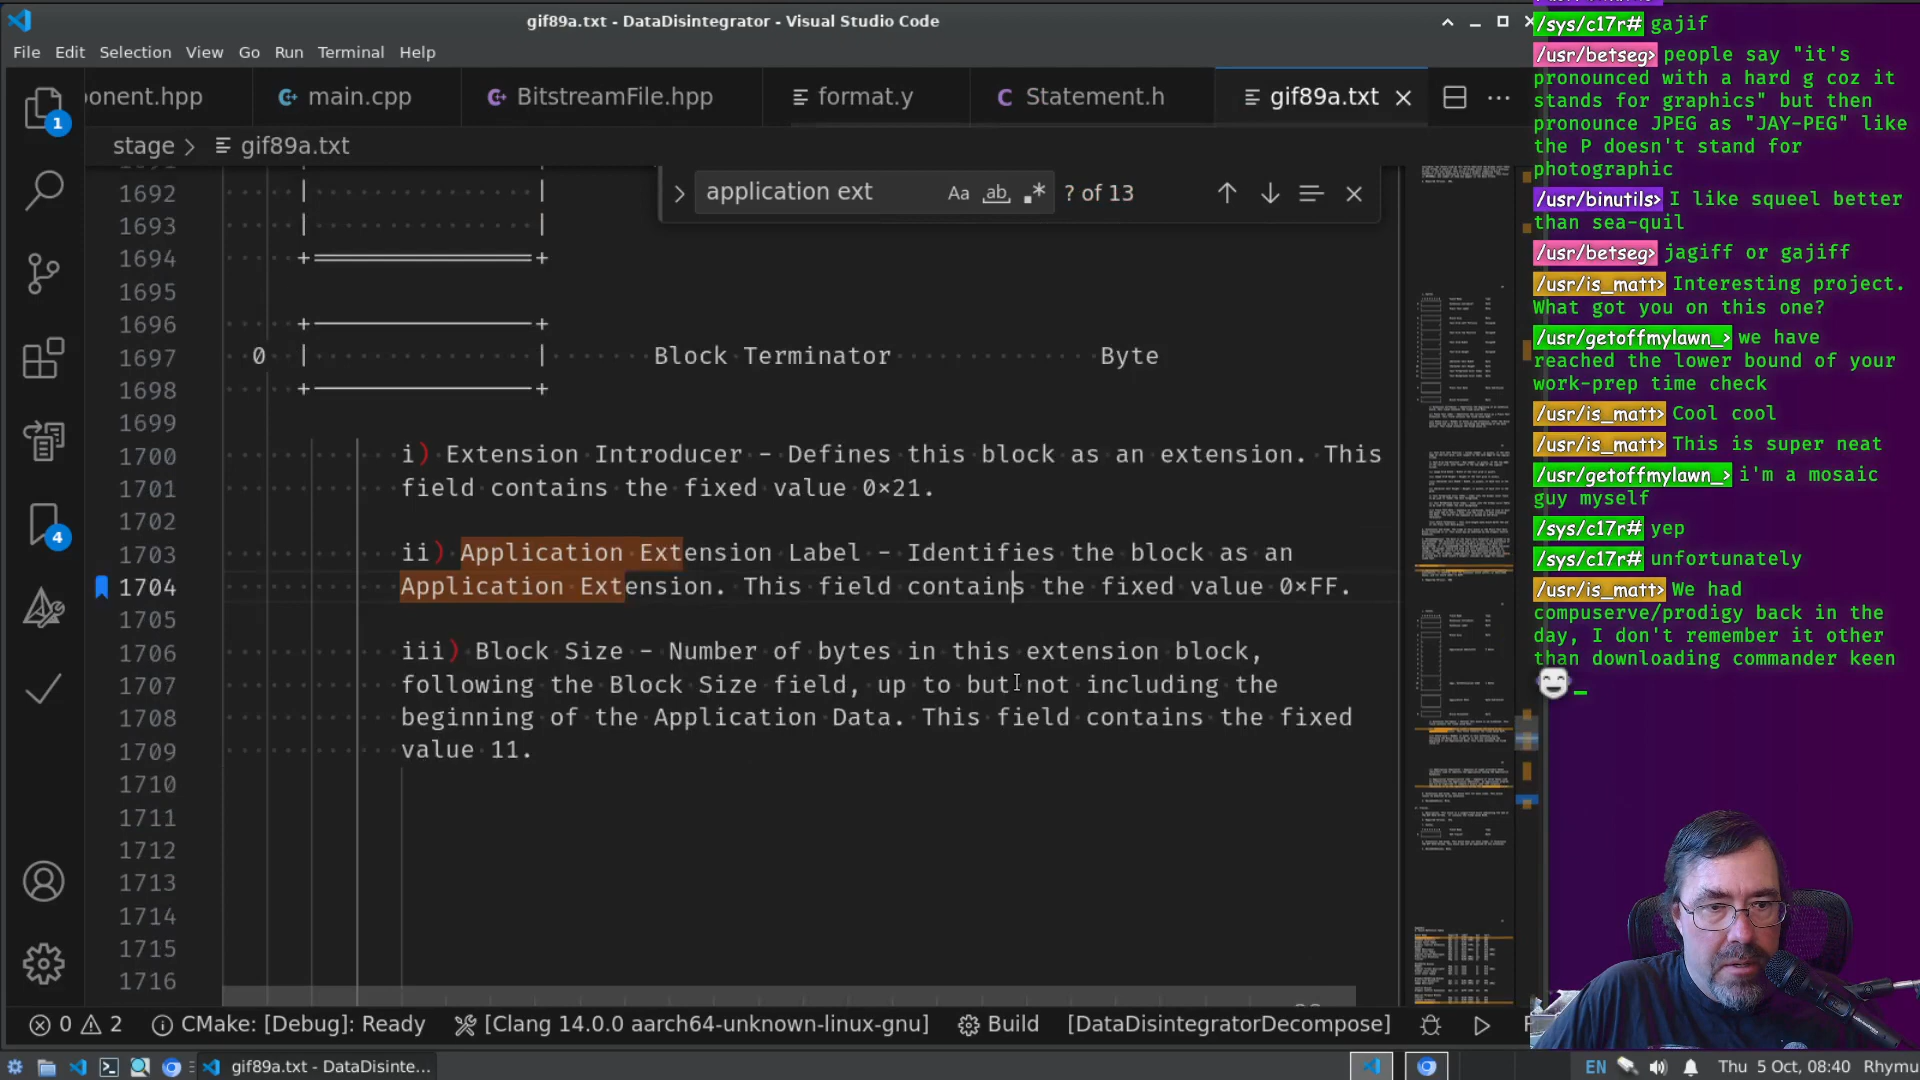 gif89a.txt - DataDisintegrator - Visual Studio Code
File Edit Selection View Go Run Terminal Help
ponent.hpp main.cpp BitstreamFile.hpp format.y Statement.h gif89a.txt
stage > gif89a.txt
application ext Aa ab .* ? of 13
1
4
1692 | |
1693 | |
1694 +===============+
1695
1696 +---------------+
1697 0 | | Block Terminator Byte
1698 +---------------+
1699
1700 i) Extension Introducer - Defines this block as an extension. This
1701 field contains the fixed value 0×21.
1702
1703 ii) Application Extension Label - Identifies the block as an
1704 Application Extension. This field contains the fixed value 0×FF.
1705
1706 iii) Block Size - Number of bytes in this extension block,
1707 following the Block Size field, up to but not including the
1708 beginning of the Application Data. This field contains the fixed
1709 value 11.
1710
1711
1712
1713
1714
1715
1716
0 2 CMake: [Debug]: Ready [Clang 14.0.0 aarch64-unknown-linux-gnu] Build [DataDisintegratorDecompose]
gif89a.txt - DataDisinte...
EN Thu 5 Oct, 08:40 Rhymu
/sys/c17r# gajif
/usr/betseg> people say "it's
pronounced with a hard g coz it
stands for graphics" but then
pronounce JPEG as "JAY-PEG" like
the P doesn't stand for
photographic
/usr/binutils> I like squeel better
than sea-quil
/usr/betseg> jagiff or gajiff
/usr/is_matt> Interesting project.
What got you on this one?
/usr/getoffmylawn_> we have
reached the lower bound of your
work-prep time check
/usr/is_matt> Cool cool
/usr/is_matt> This is super neat
/usr/getoffmylawn_> i'm a mosaic
guy myself
/sys/c17r# yep
/sys/c17r# unfortunately
/usr/is_matt> We had
compuserve/prodigy back in the
day, I don't remember it other
than downloading commander keen